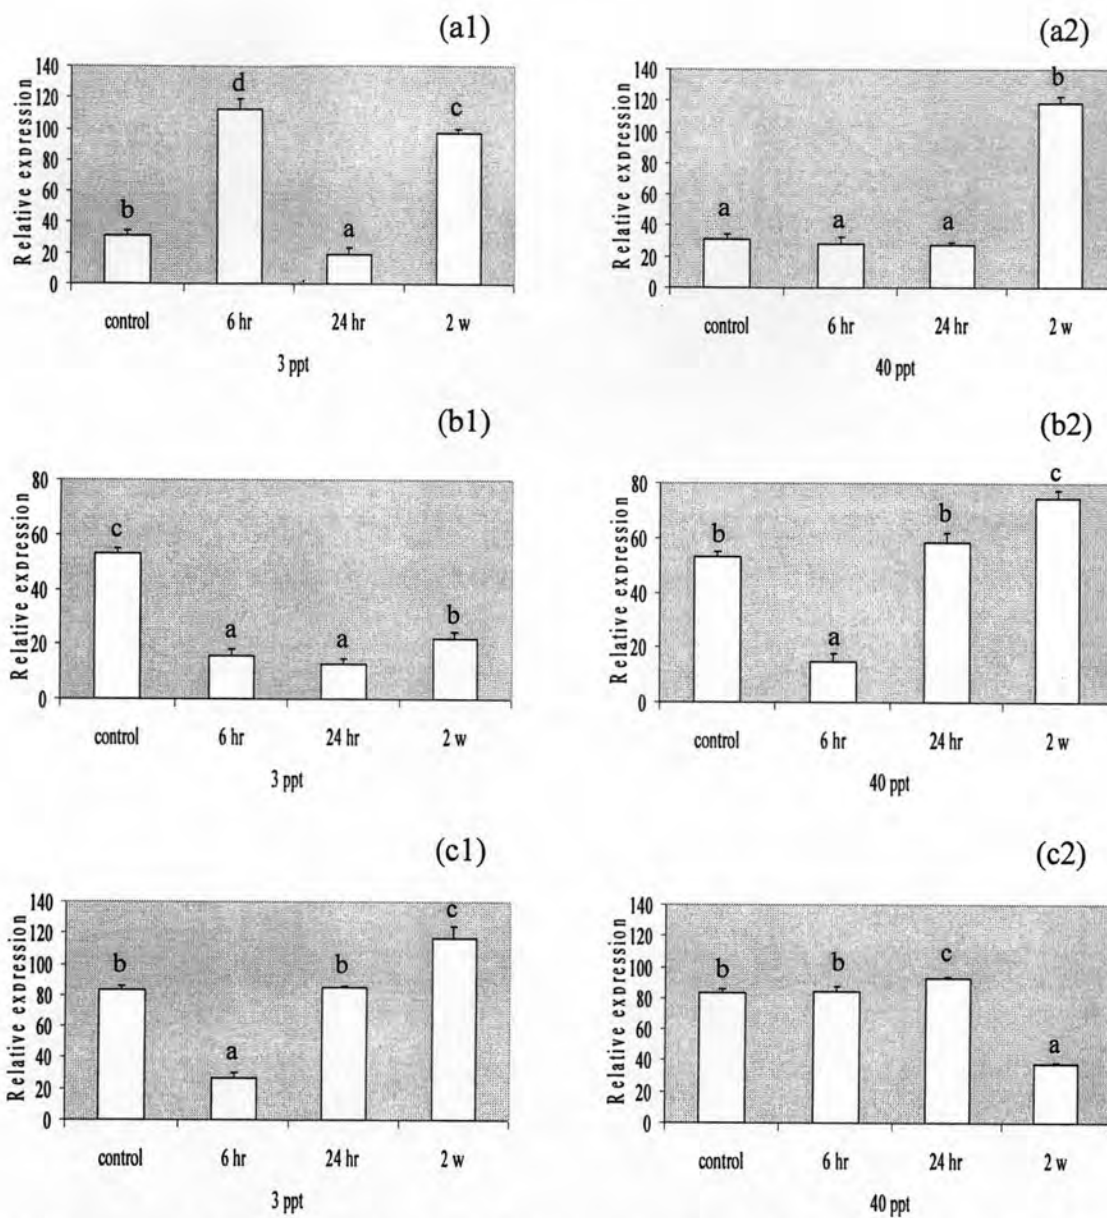 (a1)
Relative expression
140
120
100
80
60
40
20
0
b
d
a
c
control 6 hr 24 hr 2 w
3 ppt
(a2)
Relative expression
140
120
100
80
60
40
20
0
a
a
a
b
control 6 hr 24 hr 2 w
40 ppt
(b1)
Relative expression
80
60
40
20
0
c
a
a
b
control 6 hr 24 hr 2 w
3 ppt
(b2)
Relative expression
80
60
40
20
0
b
a
b
c
control 6 hr 24 hr 2 w
40 ppt
(c1)
Relative expression
140
120
100
80
60
40
20
0
b
a
b
c
control 6 hr 24 hr 2 w
3 ppt
(c2)
Relative expression
140
120
100
80
60
40
20
0
b
b
c
a
control 6 hr 24 hr 2 w
40 ppt